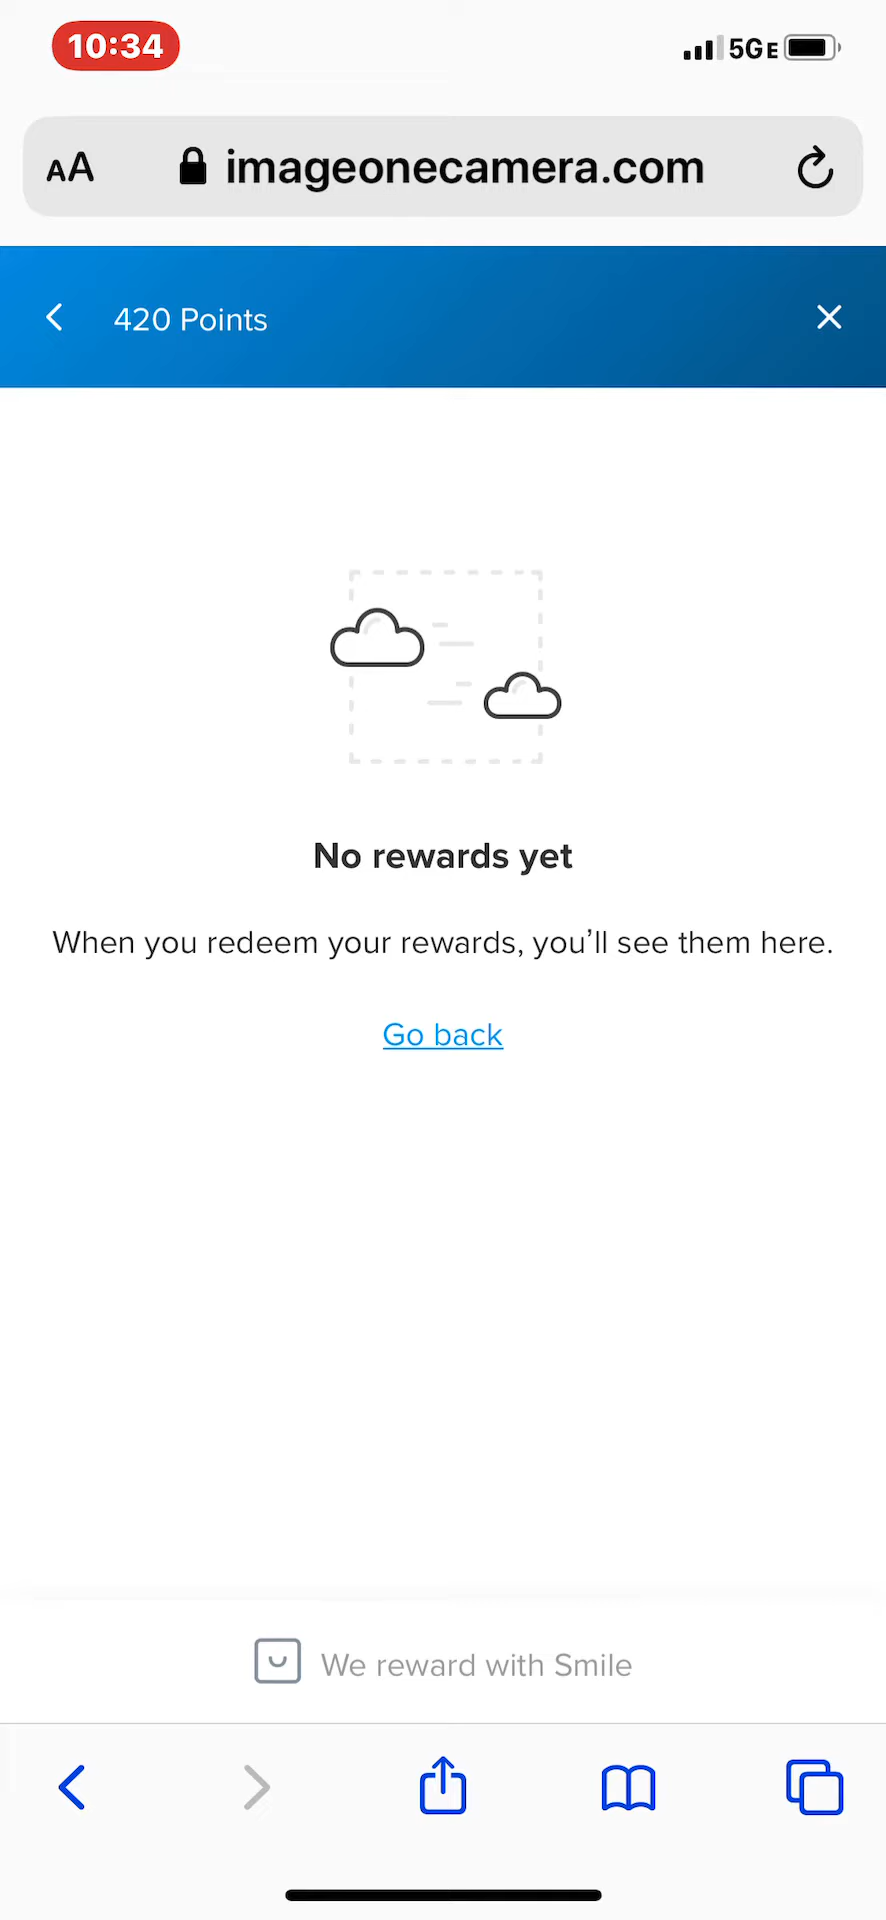 10:34
5GE
AA
imageonecamera.com
420 Points
No rewards yet
When you redeem your rewards, you’ll see them here.
Go back
We reward with Smile